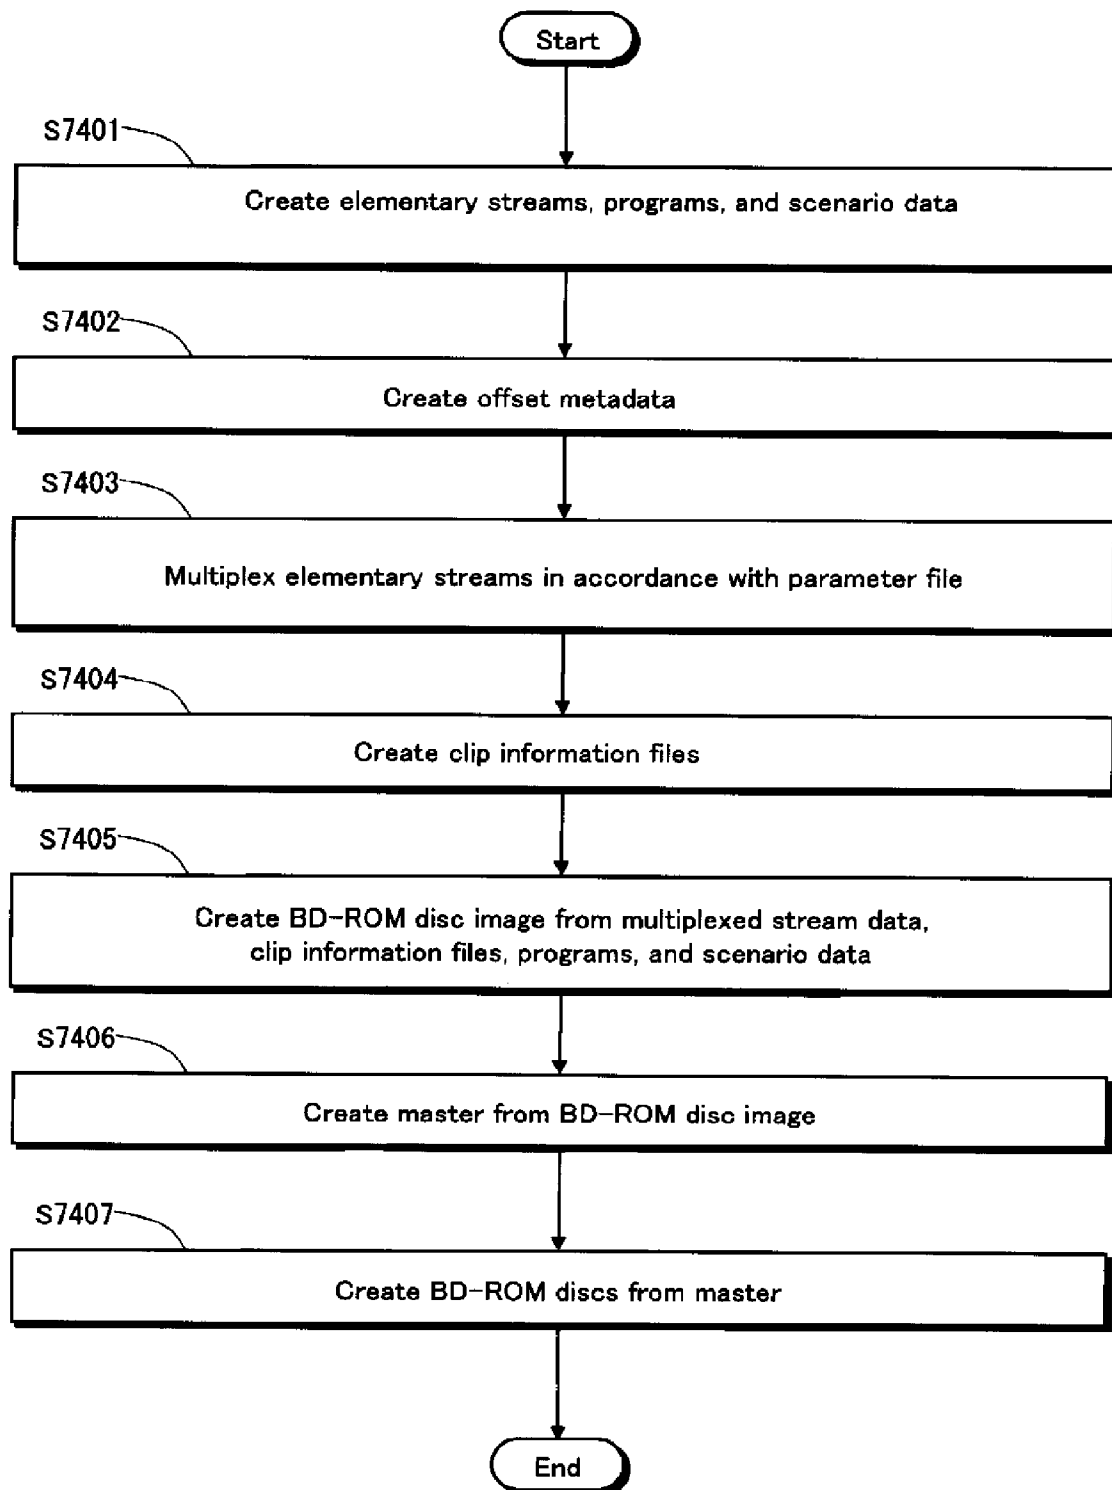 Start
S7401
Create elementary streams, programs, and scenario data
S7402
Create offset metadata
S7403
Multiplex elementary streams in accordance with parameter file
S7404
Create clip information files
S7405
Create BD-ROM disc image from multiplexed stream data,
clip information files, programs, and scenario data
S7406
Create master from BD-ROM disc image
S7407
Create BD-ROM discs from master
End